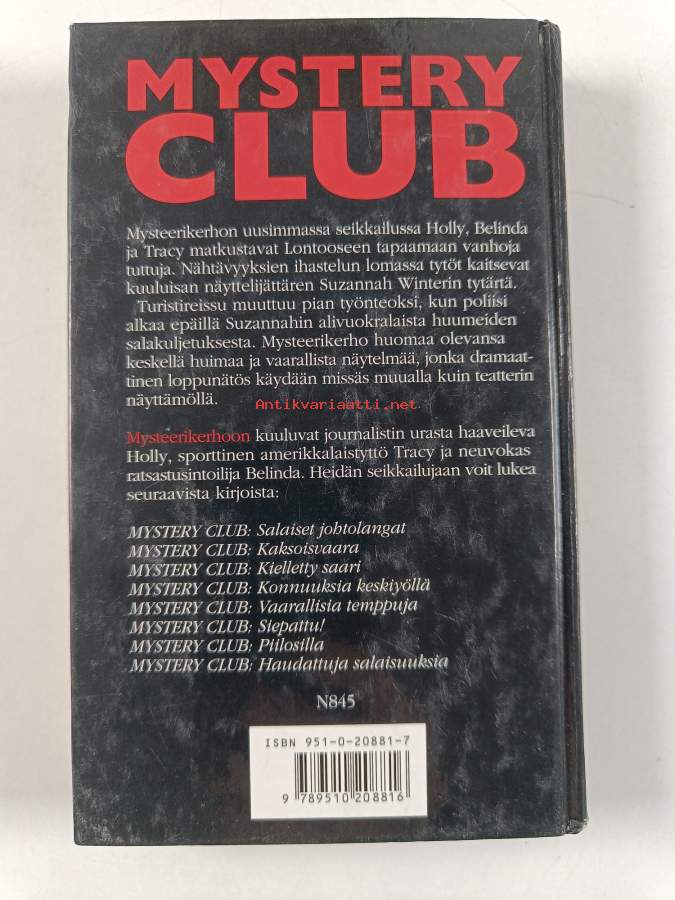 MYSTERY
CLUB
Mysteerikerhon uusimmassa seikkailussa Holly, Belinda
ja Tracy matkustavat Lontooseen tapaamaan vanhoja
tuttuja. Nähtävyyksien ihastelun lomassa tytöt kaitsevat
kuuluisan näyttelijättären Suzannah Winterin tytärtä.
Turistireissu muuttuu pian työnteoksi, kun poliisi
alkaa epäillä Suzannahin alivuokralaista huumeiden
salakuljetuksesta. Mysteerikerho huomaa olevansa
keskellä huimaa ja vaarallista näytelmää, jonka dramaat-
tinen loppunätös käydään missäs muualla kuin teatterin
näyttämöllä.
Antikvariaatti.net
Mysteerikerhoon kuuluvat journalistin urasta haaveileva
Holly, sporttinen amerikkalaistyttö Tracy ja neuvokas
ratsastusintoilija Belinda. Heidän seikkailujaan voit lukea
seuraavista kirjoista:
MYSTERY CLUB: Salaiset johtolangat
MYSTERY CLUB: Kaksoisvaara
MYSTERY CLUB: Kielletty saari
MYSTERY CLUB: Konnuuksia keskiyöllä
MYSTERY CLUB: Vaarallisia temppuja
MYSTERY CLUB: Siepattu!
MYSTERY CLUB: Piilosilla
MYSTERY CLUB: Haudattuja salaisuuksia
N845
ISBN 951-0-20881-7
9 789510 208816